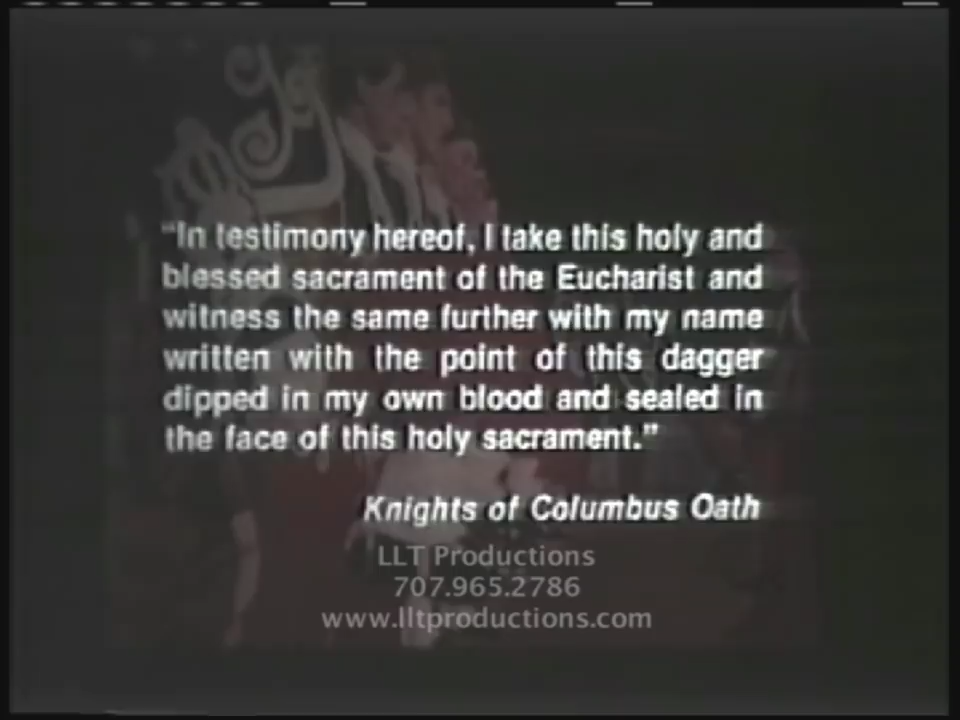 "In testimony hereof, I take this holy and
blessed sacrament of the Eucharist and
witness the same further with my name
written with the point of this dagger
dipped in my own blood and sealed in
the face of this holy sacrament."
Knights of Columbus Oath
LLT Productions
707.965.2786
www.lltproductions.com